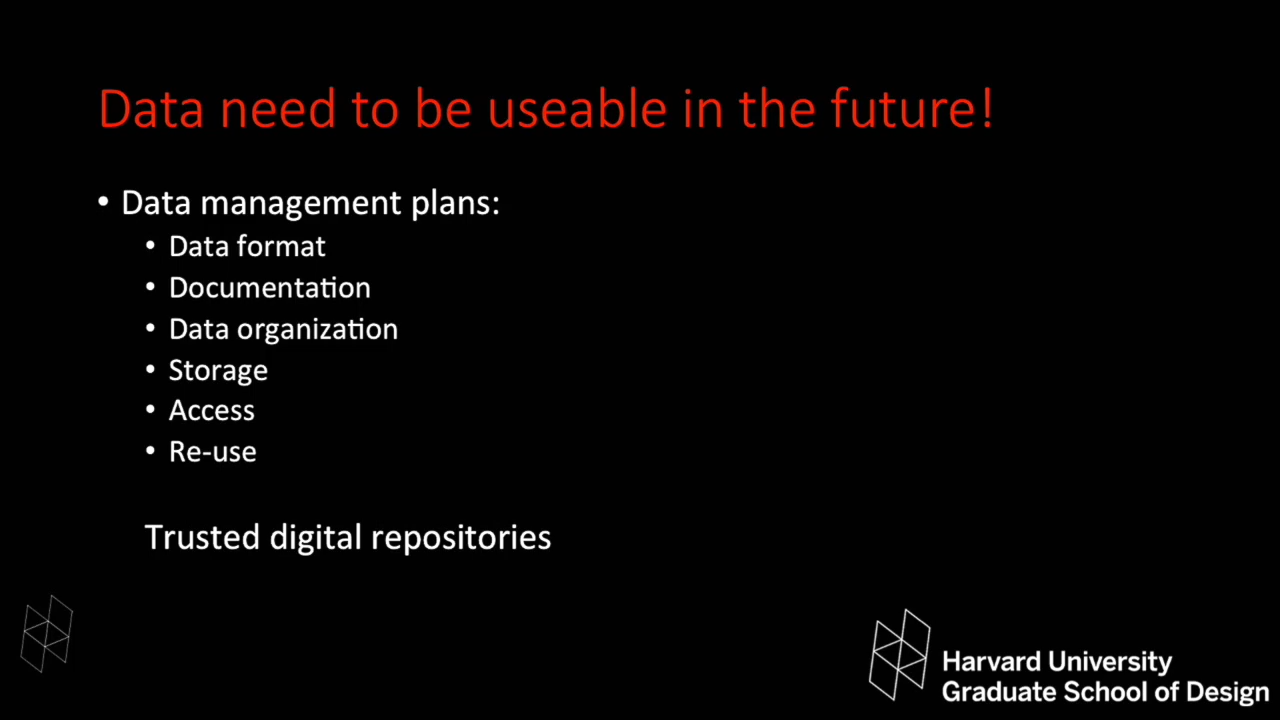 Data need to be useable in the future!
• Data management plans:
• Data format
• Documentation
• Data organization
• Storage
• Access
• Re-use
Trusted digital repositories
Harvard University
Graduate School of Design